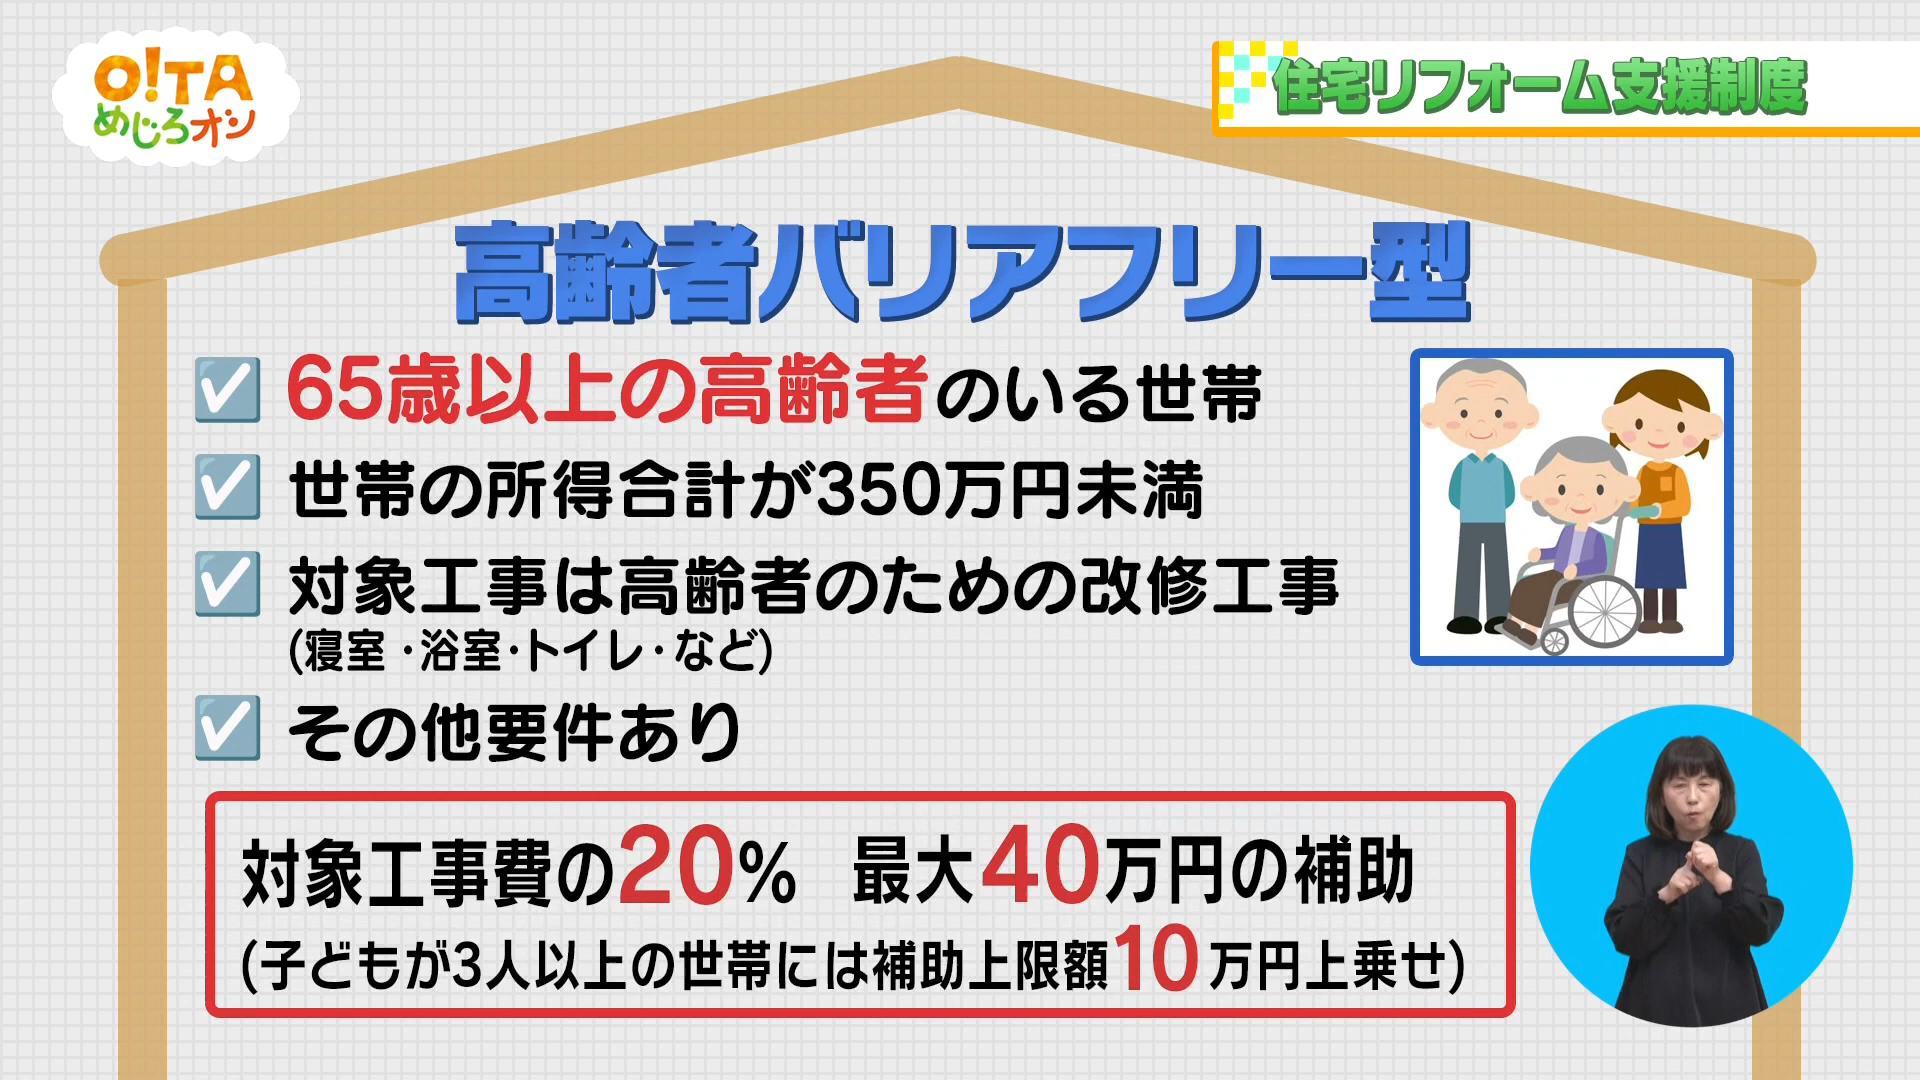 O!TA
めじろオシ
住宅リフォーム支援制度
高齢者バリアフリー型
65歳以上の高齢者のいる世帯
世帯の所得合計が350万円未満
対象工事は高齢者のための改修工事
(寝室・浴室・トイレ・など)
その他要件あり
対象工事費の20% 最大40万円の補助
(子どもが3人以上の世帯には補助上限額10万円上乗せ)